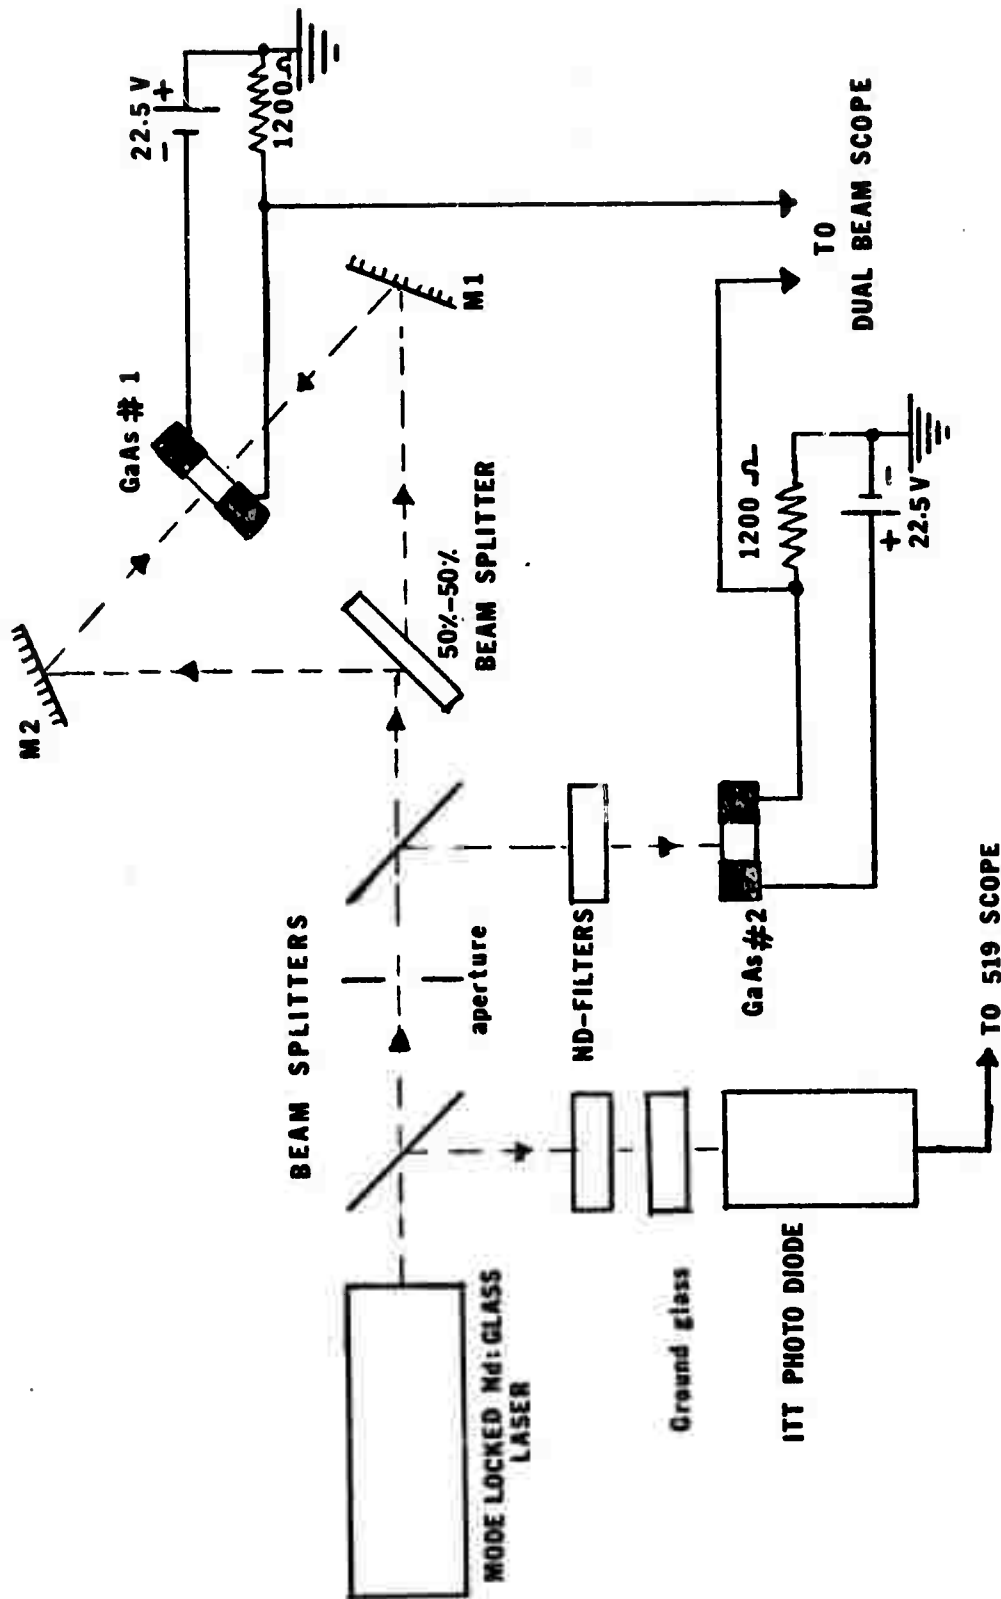 MODE LOCKED Nd:GLASS
LASER
BEAM SPLITTERS
aperture
Ground glass
ITT PHOTO DIODE
TO 519 SCOPE
ND-FILTERS
GaAs #2
M2
50%-50%
BEAM SPLITTER
M1
GaAs #1
22.5 V
- +
1200 Ω
1200 Ω
+ -
22.5 V
TO
DUAL BEAM SCOPE